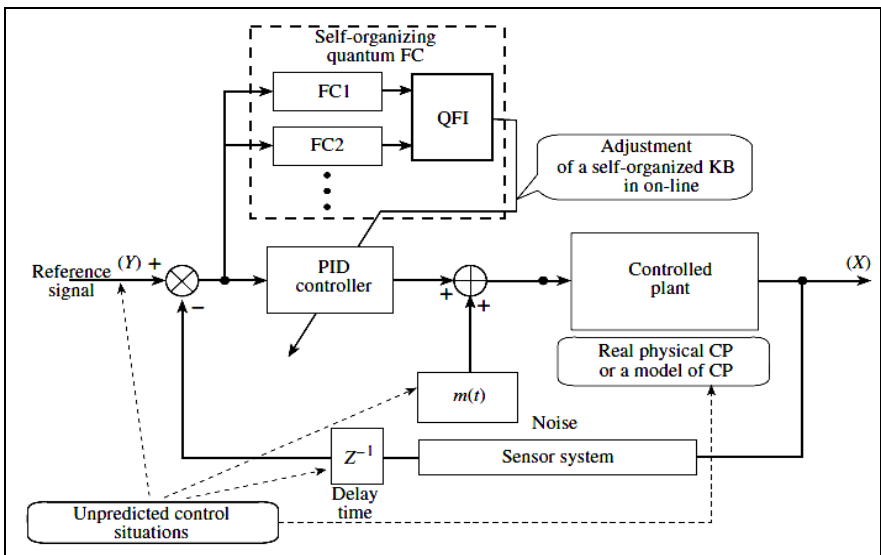 Self-organizing
quantum FC
FC1
QFI
FC2
Adjustment
of a self-organized KB
in on-line
Reference
signal
(Y) +
−
PID
controller
+
+
Controlled
plant
(X)
Real physical CP
or a model of CP
m(t)
Noise
Z⁻¹
Sensor system
Delay
time
Unpredicted control
situations